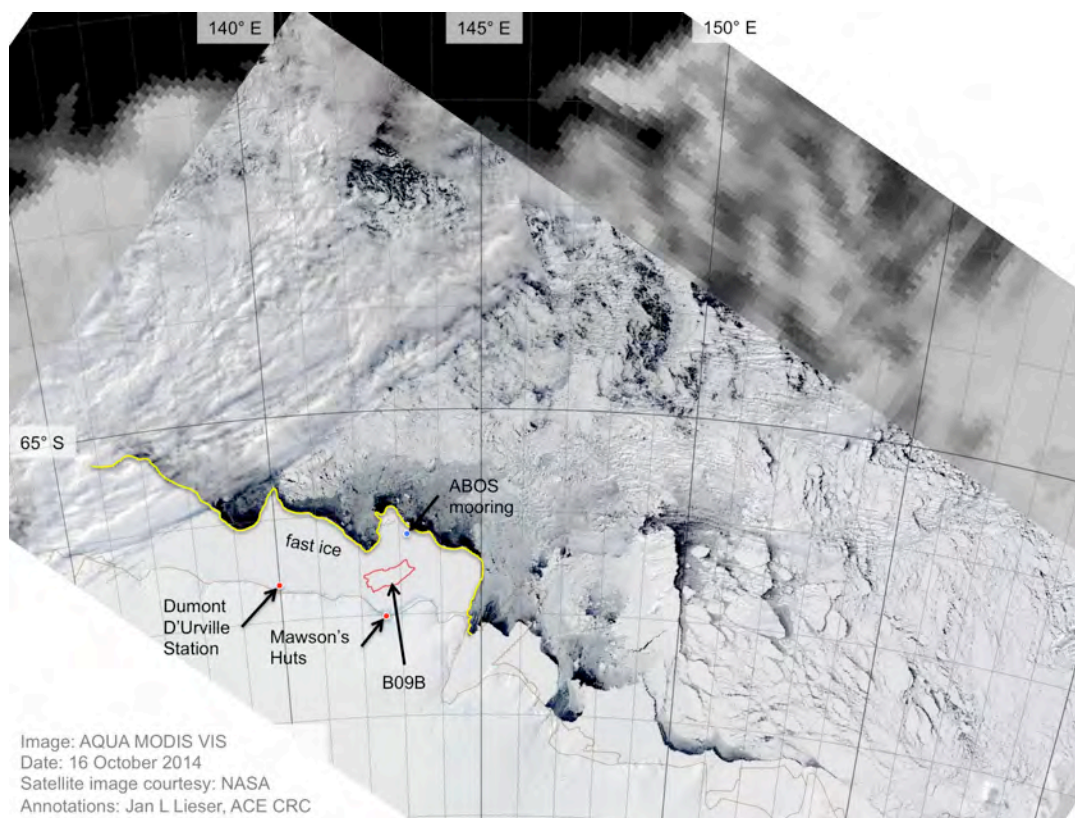 140° E
145° E
150° E
65° S
ABOS
mooring
fast ice
Dumont
D'Urville
Station
Mawson's
Huts
B09B
Image: AQUA MODIS VIS
Date: 16 October 2014
Satellite image courtesy: NASA
Annotations: Jan L Lieser, ACE CRC